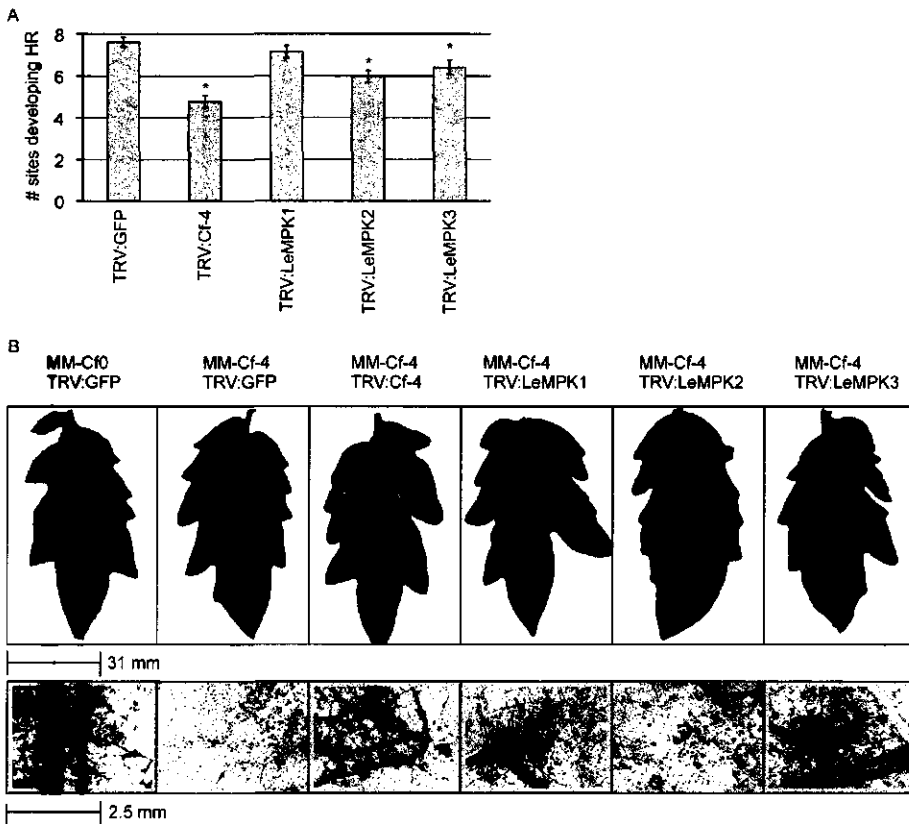 A
8
6
4
2
0
# sites developing HR
*
*
*
TRV:GFP
TRV:Cf-4
TRV:LeMPK1
TRV:LeMPK2
TRV:LeMPK3
B
MM-Cf0
TRV:GFP
MM-Cf-4
TRV:GFP
MM-Cf-4
TRV:Cf-4
MM-Cf-4
TRV:LeMPK1
MM-Cf-4
TRV:LeMPK2
MM-Cf-4
TRV:LeMPK3
31 mm
2.5 mm